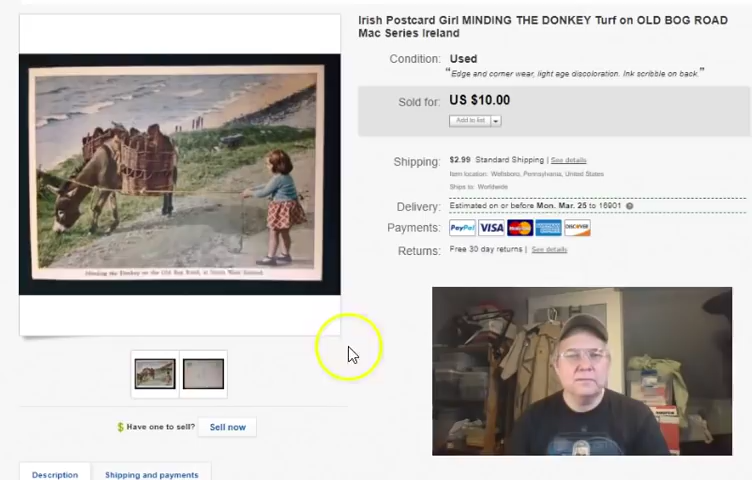 Irish Postcard Girl MINDING THE DONKEY Turf on OLD BOG ROAD
Mac Series Ireland
Condition: Used
"Edge and corner wear, light age discoloration. Ink scribble on back."
Sold for: US $10.00
Add to list
Shipping: $2.99 Standard Shipping | See details
Item location: Wellsboro, Pennsylvania, United States
Ships to: Worldwide
Delivery: Estimated on or before Mon. Mar. 25 to 16901
Payments: PayPal VISA MasterCard AMERICAN EXPRESS DISCOVER
Returns: Free 30 day returns | See details
Minding the Donkey on the Old Bog Road, at
$ Have one to sell? Sell now
Description Shipping and payments